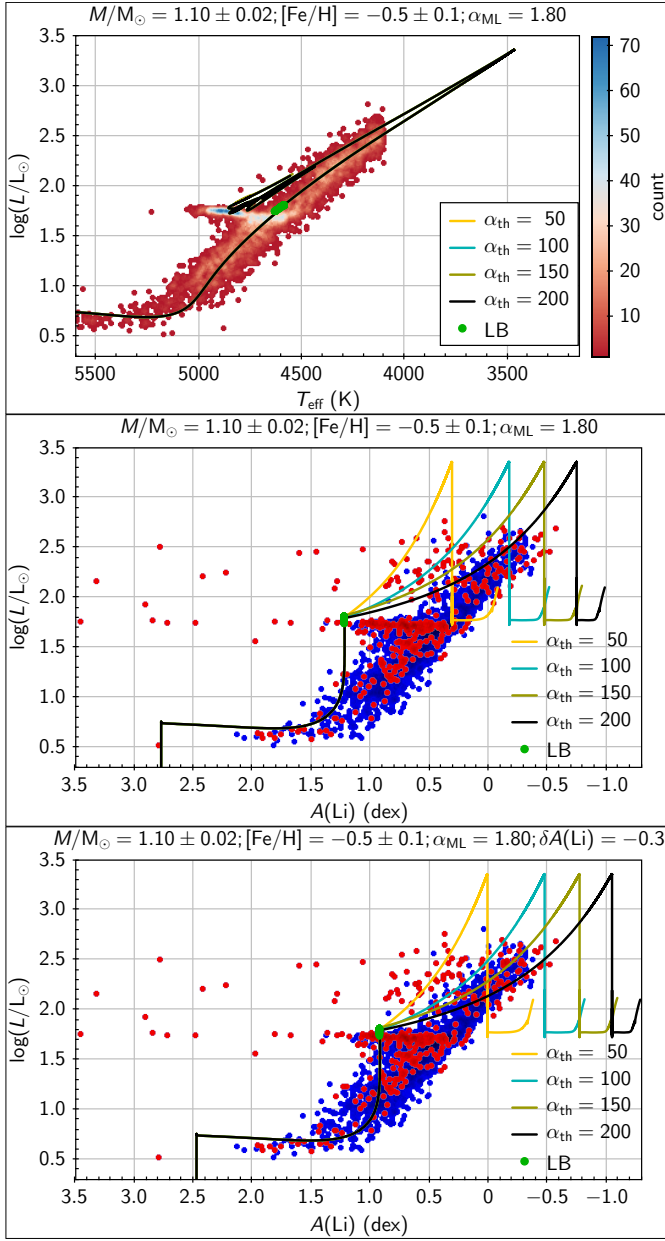 M/M⊙ = 1.10 ± 0.02; [Fe/H] = −0.5 ± 0.1; αML = 1.80
3.5
3.0
2.5
2.0
1.5
1.0
0.5
log(L/L⊙)
5500 5000 4500 4000 3500
Teff (K)
αth = 50
αth = 100
αth = 150
αth = 200
LB
70
60
50
40
30
20
10
count
M/M⊙ = 1.10 ± 0.02; [Fe/H] = −0.5 ± 0.1; αML = 1.80
3.5
3.0
2.5
2.0
1.5
1.0
0.5
log(L/L⊙)
αth = 50
αth = 100
αth = 150
αth = 200
LB
3.5 3.0 2.5 2.0 1.5 1.0 0.5 0 −0.5 −1.0
A(Li) (dex)
M/M⊙ = 1.10 ± 0.02; [Fe/H] = −0.5 ± 0.1; αML = 1.80; δA(Li) = −0.3
3.5
3.0
2.5
2.0
1.5
1.0
0.5
log(L/L⊙)
αth = 50
αth = 100
αth = 150
αth = 200
LB
3.5 3.0 2.5 2.0 1.5 1.0 0.5 0 −0.5 −1.0
A(Li) (dex)